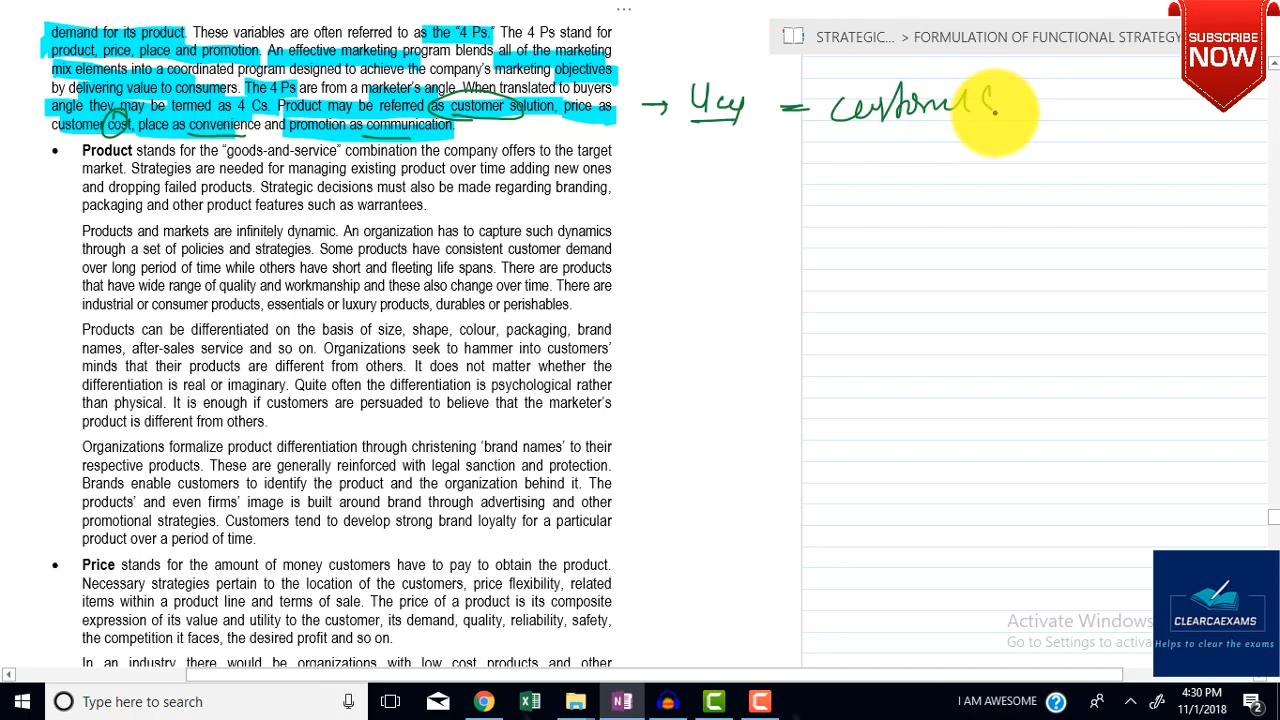 demand for its product. These variables are often referred to as the “4 Ps.” The 4 Ps stand for
product, price, place and promotion. An effective marketing program blends all of the marketing
mix elements into a coordinated program designed to achieve the company’s marketing objectives
by delivering value to consumers. The 4 Ps are from a marketer’s angle. When translated to buyers
angle they may be termed as 4 Cs. Product may be referred as customer solution, price as
customer cost, place as convenience and promotion as communication.
→ 4cs =
• Product stands for the “goods-and-service” combination the company offers to the target
market. Strategies are needed for managing existing product over time adding new ones
and dropping failed products. Strategic decisions must also be made regarding branding,
packaging and other product features such as warrantees.
Products and markets are infinitely dynamic. An organization has to capture such dynamics
through a set of policies and strategies. Some products have consistent customer demand
over long period of time while others have short and fleeting life spans. There are products
that have wide range of quality and workmanship and these also change over time. There are
industrial or consumer products, essentials or luxury products, durables or perishables.
Products can be differentiated on the basis of size, shape, colour, packaging, brand
names, after-sales service and so on. Organizations seek to hammer into customers’
minds that their products are different from others. It does not matter whether the
differentiation is real or imaginary. Quite often the differentiation is psychological rather
than physical. It is enough if customers are persuaded to believe that the marketer’s
product is different from others.
Organizations formalize product differentiation through christening ‘brand names’ to their
respective products. These are generally reinforced with legal sanction and protection.
Brands enable customers to identify the product and the organization behind it. The
products’ and even firms’ image is built around brand through advertising and other
promotional strategies. Customers tend to develop strong brand loyalty for a particular
product over a period of time.
• Price stands for the amount of money customers have to pay to obtain the product.
Necessary strategies pertain to the location of the customers, price flexibility, related
items within a product line and terms of sale. The price of a product is its composite
expression of its value and utility to the customer, its demand, quality, reliability, safety,
the competition it faces, the desired profit and so on.
In an industry there would be organizations with low cost products and other
STRATEGIC... > FORMULATION OF FUNCTIONAL STRATEGY
SUBSCRIBE
NOW
Activate Windows
Go to Settings to activa
CLEARCAEXAMS
Helps to clear the exams
Type here to search
I AM AWESOME
4:30 PM
11/1/2018
2